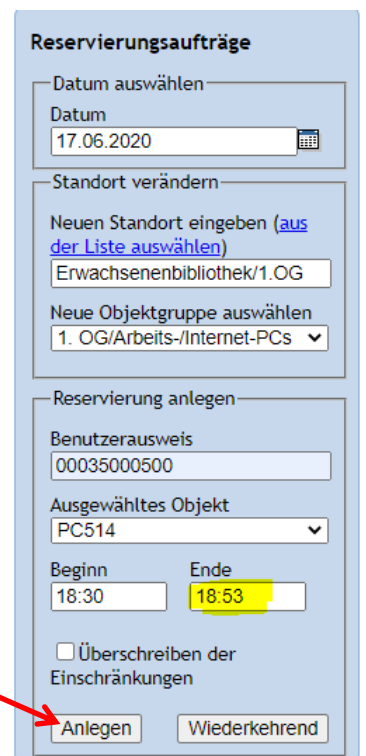 Reservierungsaufträge
Datum auswählen
Datum
17.06.2020
Standort verändern
Neuen Standort eingeben (aus
der Liste auswählen)
Erwachsenenbibliothek/1.OG
Neue Objektgruppe auswählen
1. OG/Arbeits-/Internet-PCs
Reservierung anlegen
Benutzerausweis
00035000500
Ausgewähltes Objekt
PC514
Beginn Ende
18:30 18:53
Überschreiben der
Einschränkungen
Anlegen Wiederkehrend